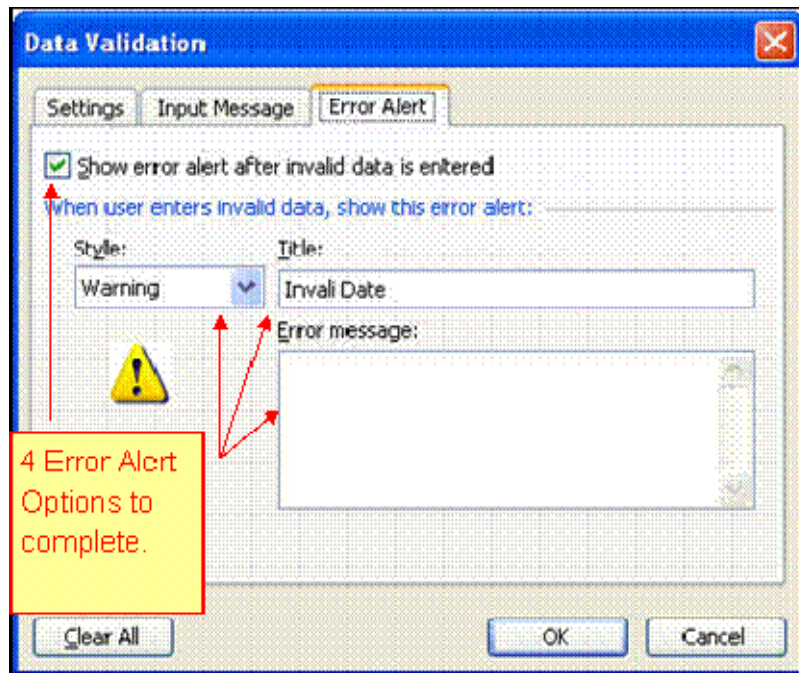 Data Validation
Settings Input Message Error Alert
Show error alert after invalid data is entered
When user enters invalid data, show this error alert:
Style: Title:
Warning Invali Date
Error message:
4 Error Alert
Options to
complete.
Clear All OK Cancel